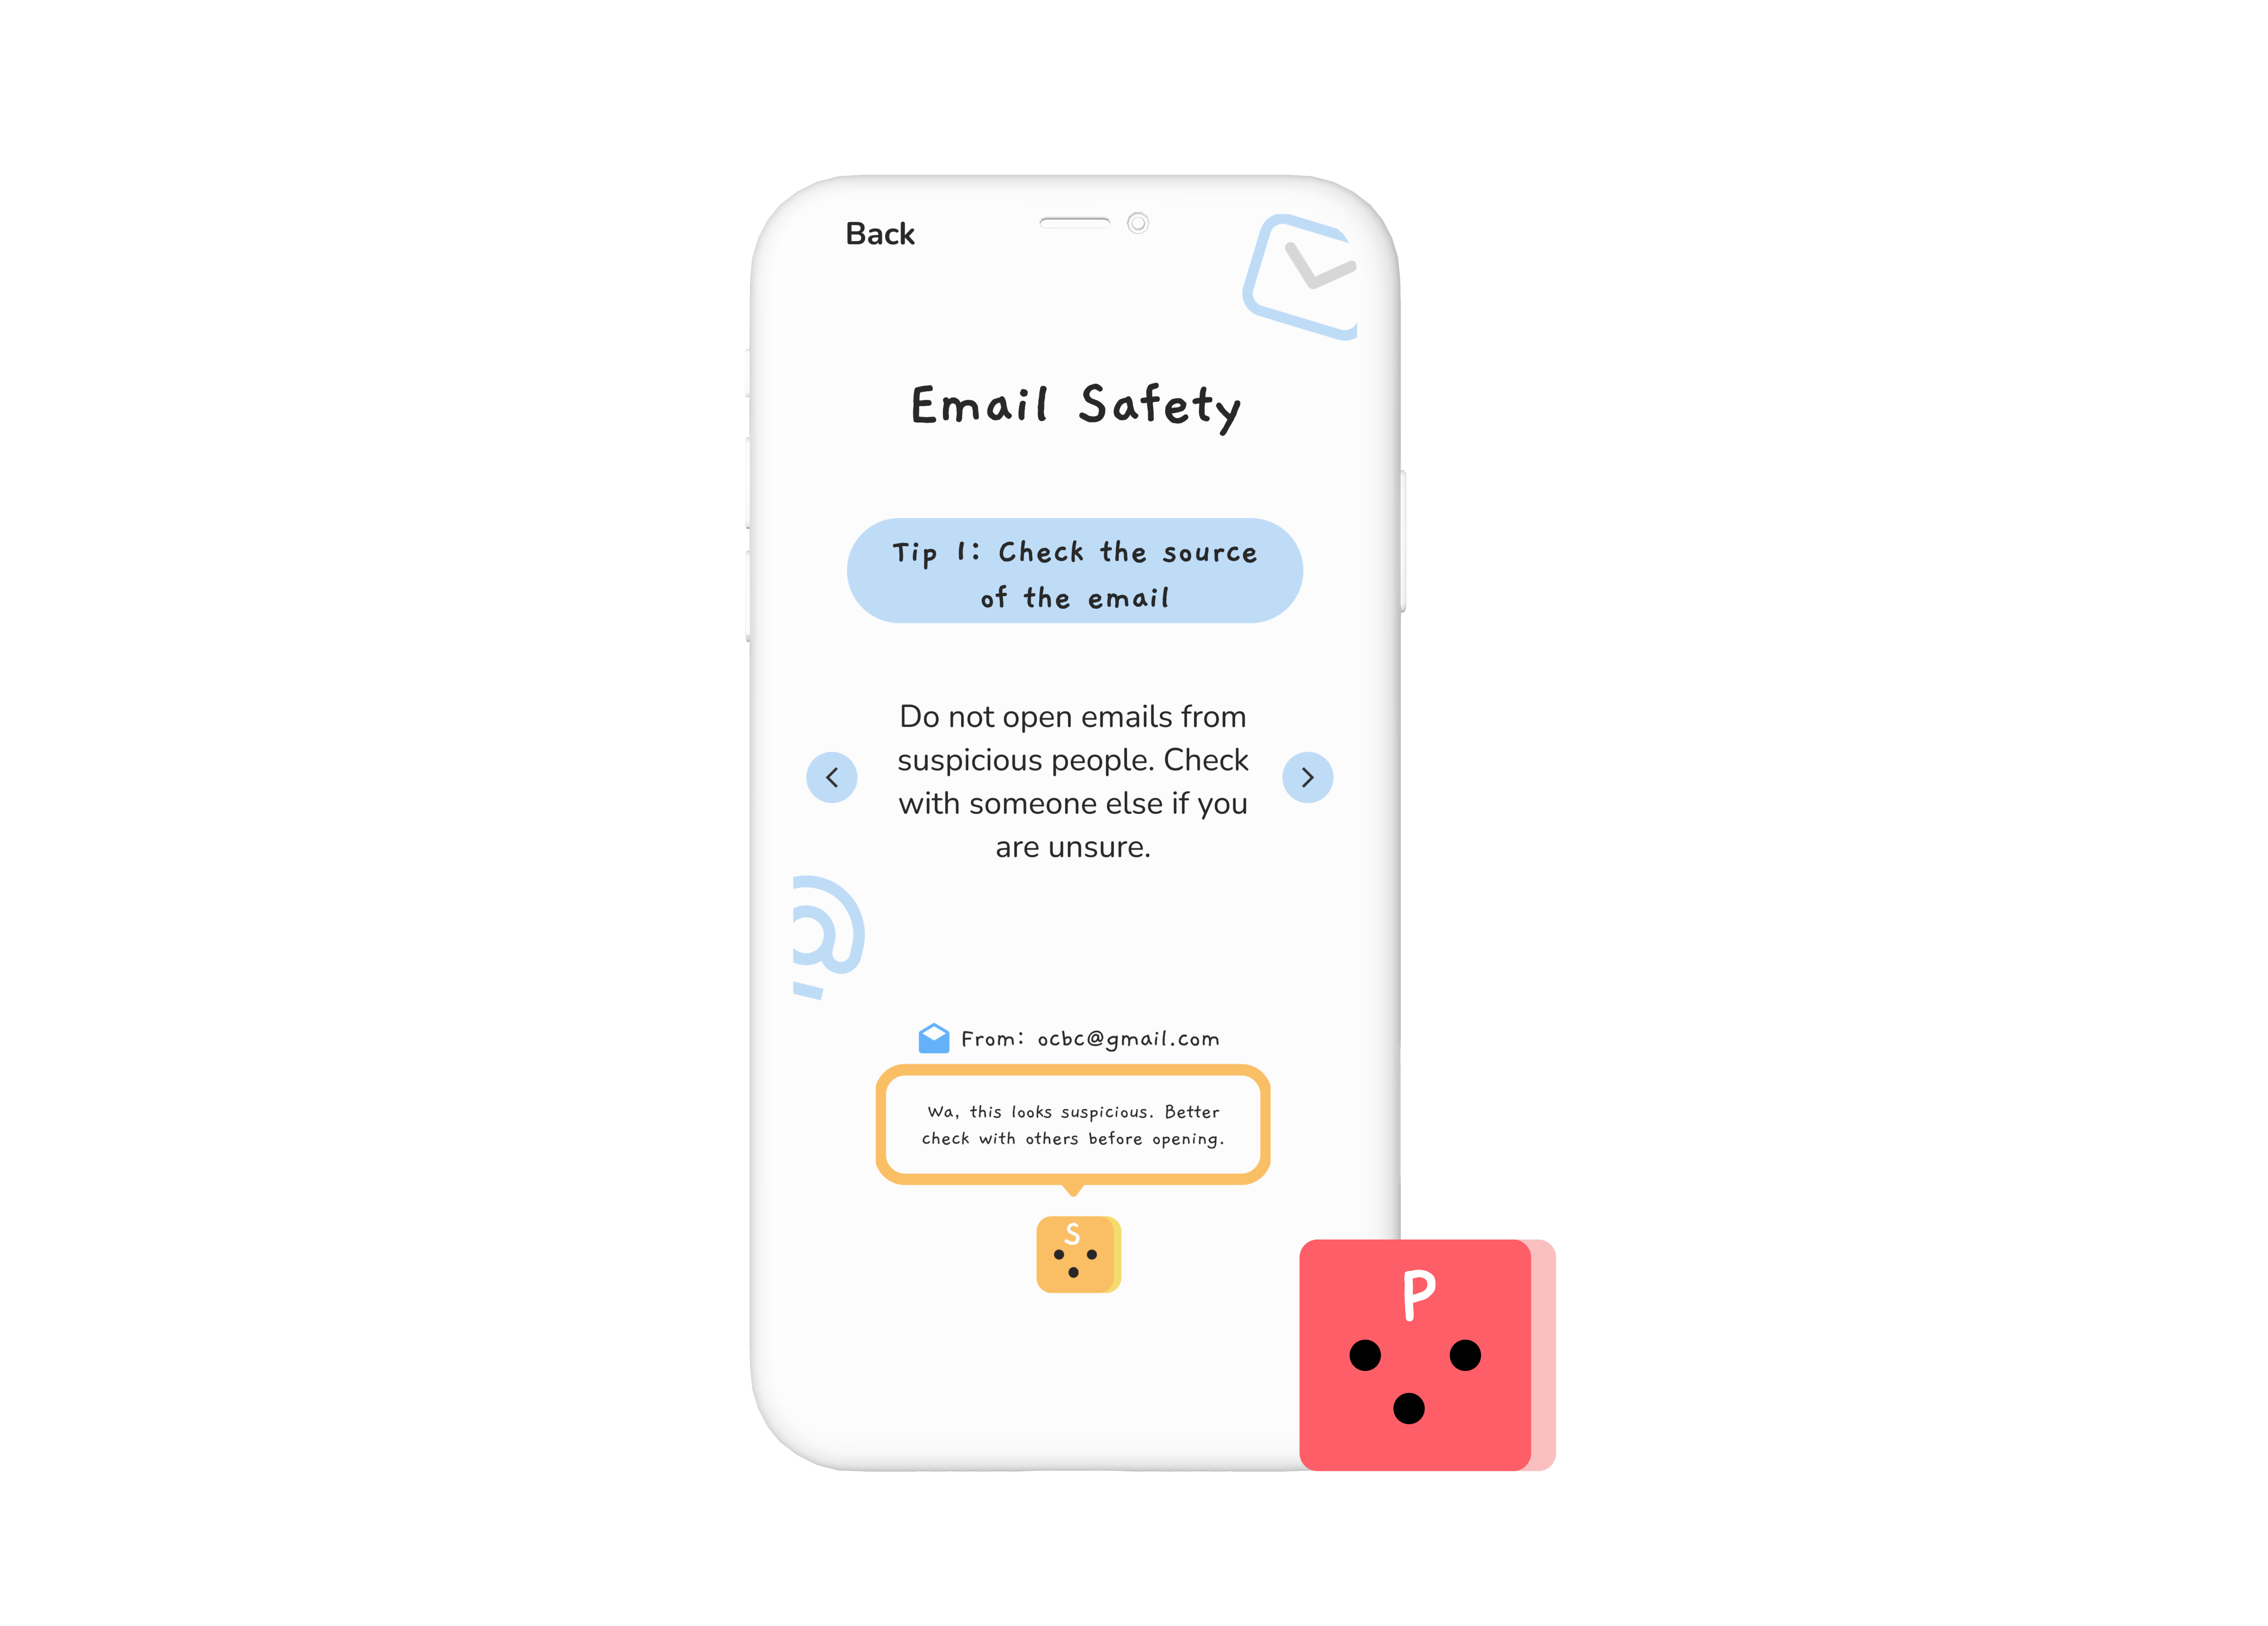 Back
Email Safety
Tip 1: Check the source
of the email
Do not open emails from
suspicious people. Check
with someone else if you
are unsure.
From: ocbc@gmail.com
Wa, this looks suspicious. Better
check with others before opening.
S
P